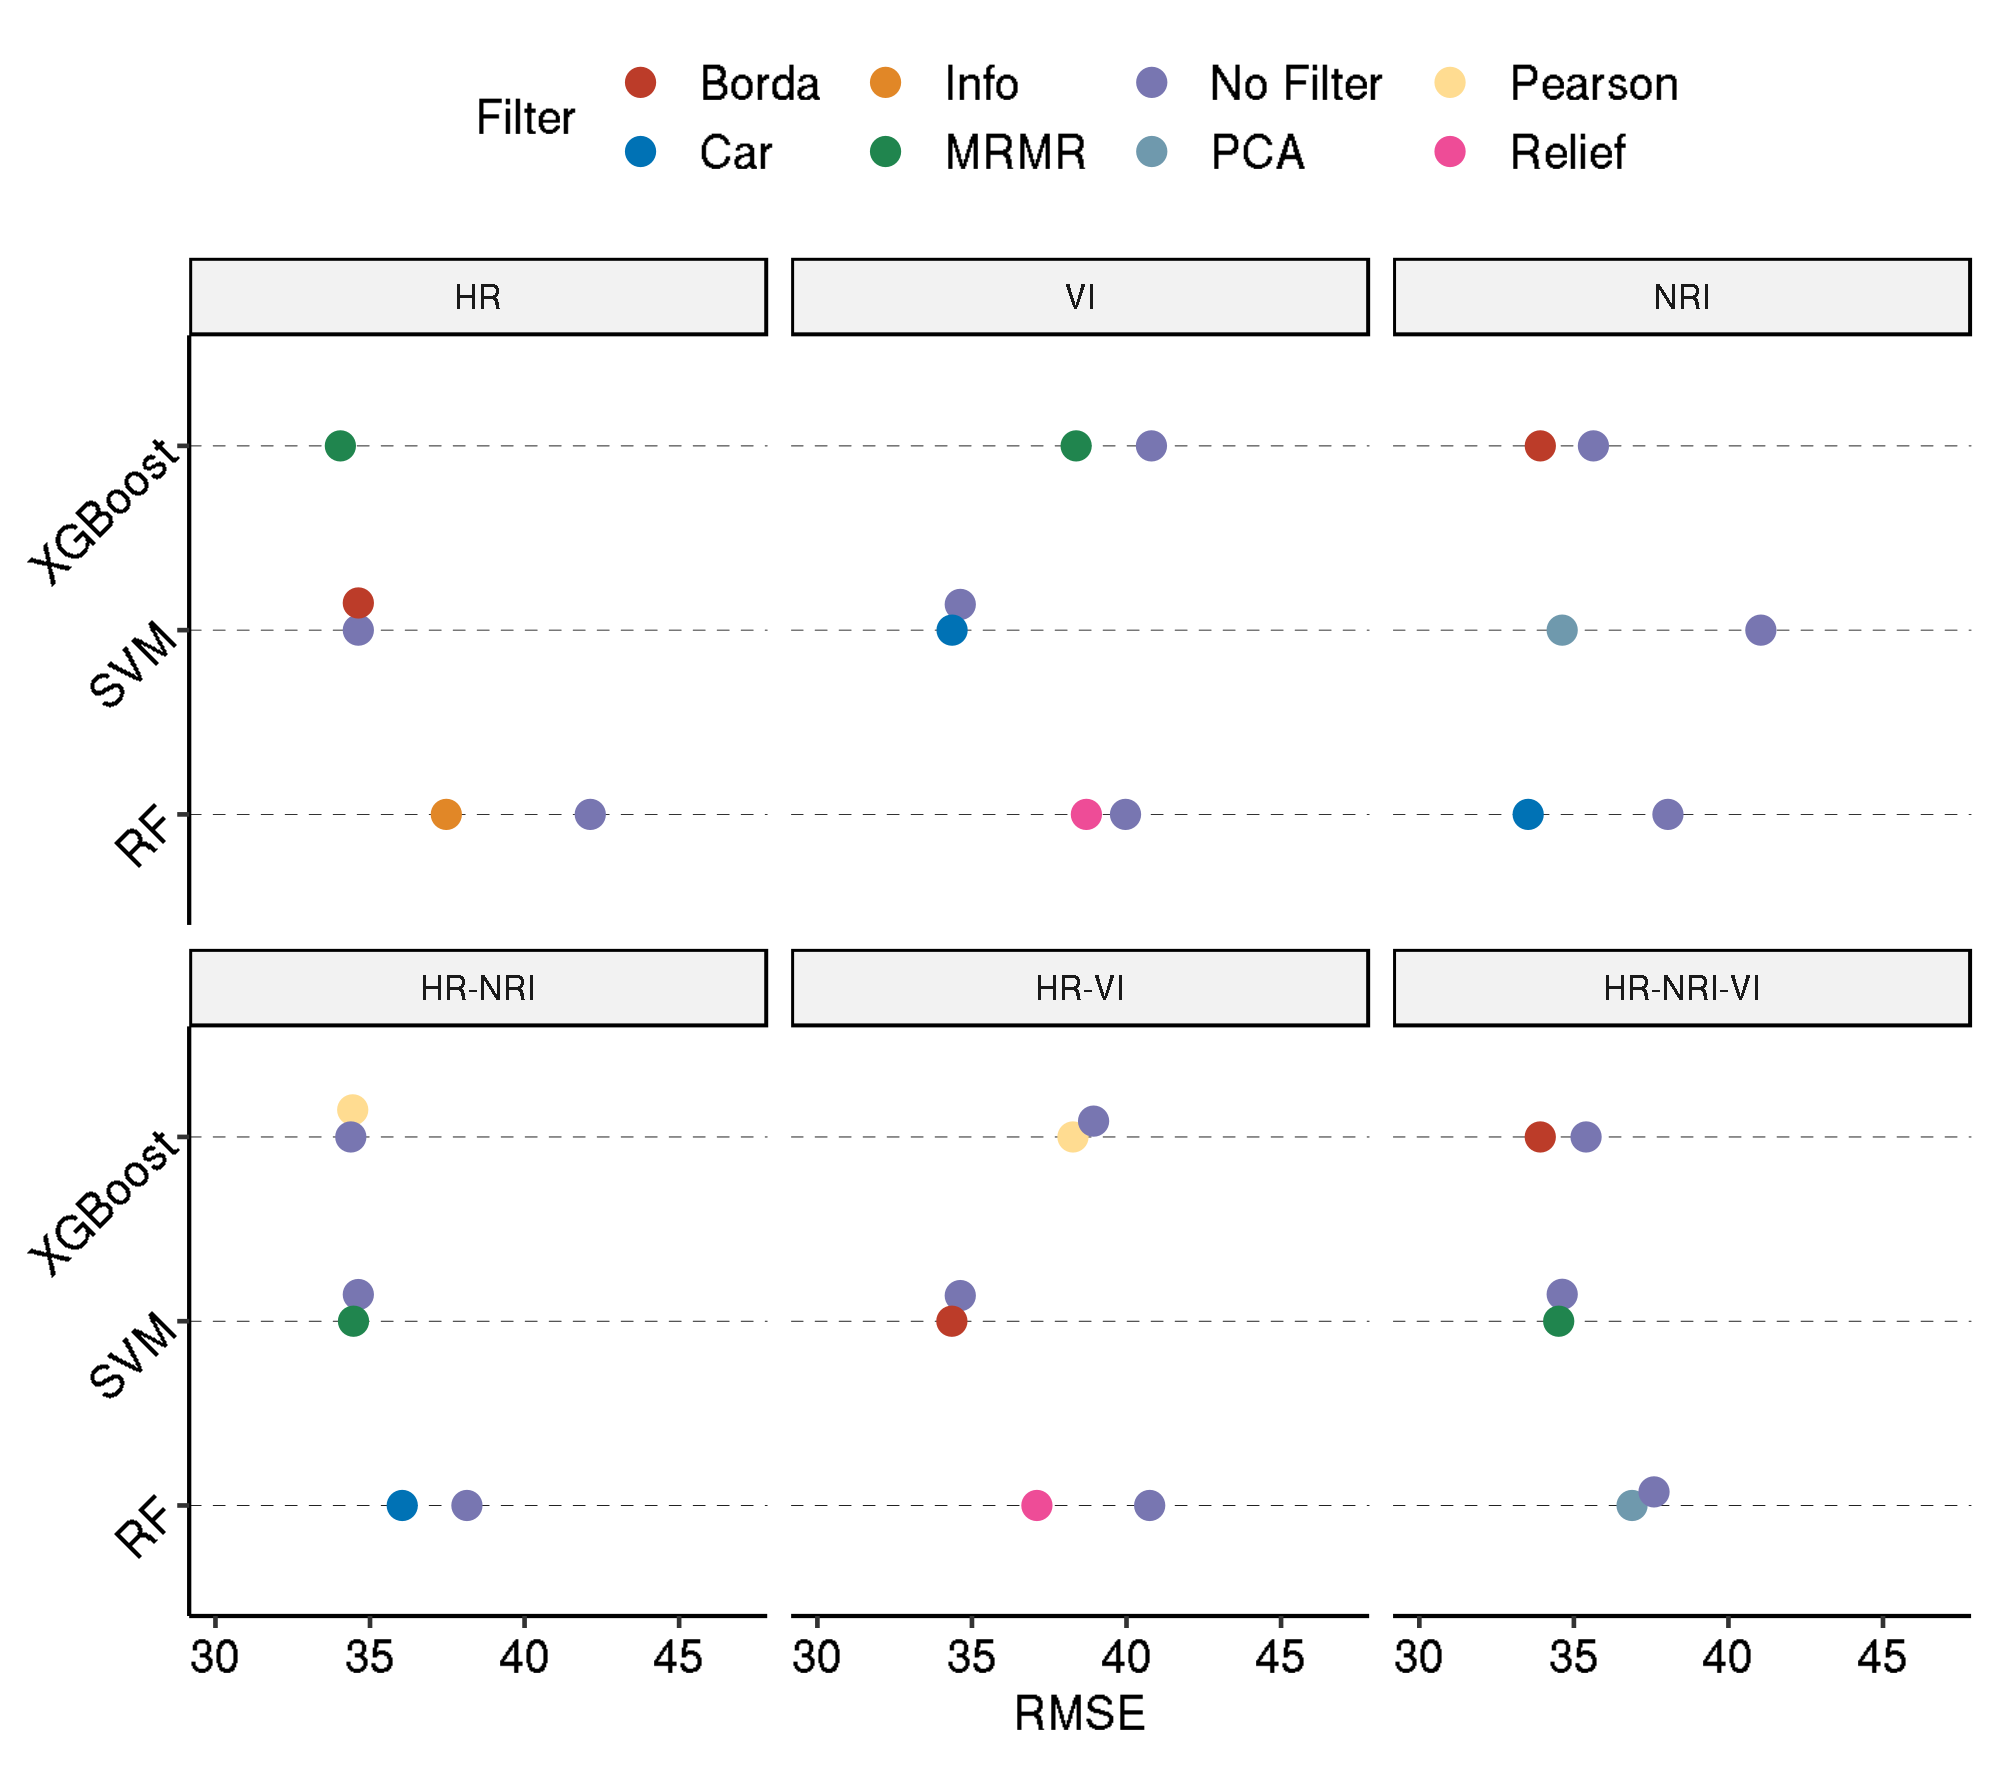 Filter
Borda Info No Filter Pearson
Car MRMR PCA Relief
HR VI NRI
XGBoost
SVM
RF
HR-NRI HR-VI HR-NRI-VI
XGBoost
SVM
RF
30 35 40 45 30 35 40 45 30 35 40 45
RMSE